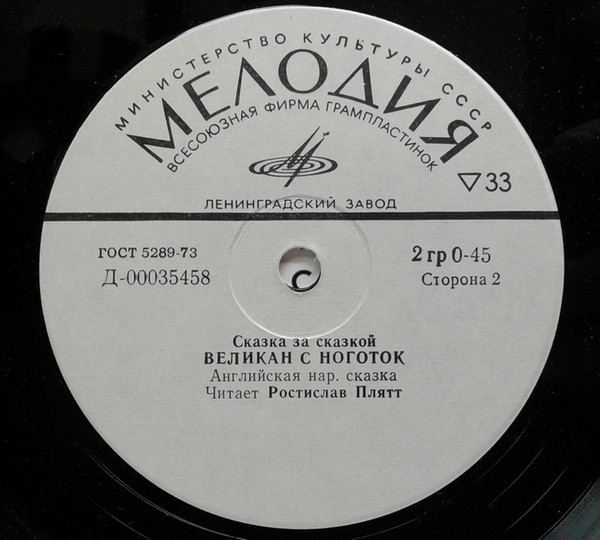 МИНИСТЕРСТВО КУЛЬТУРЫ СССР
МЕЛОДИЯ
ВСЕСОЮЗНАЯ ФИРМА ГРАМПЛАСТИНОК
▽33
ЛЕНИНГРАДСКИЙ ЗАВОД
ГОСТ 5289-73
2 гр 0-45
Д-00035458
Сторона 2
Сказка за сказкой
ВЕЛИКАН С НОГОТОК
Английская нар. сказка
Читает Ростислав Плятт